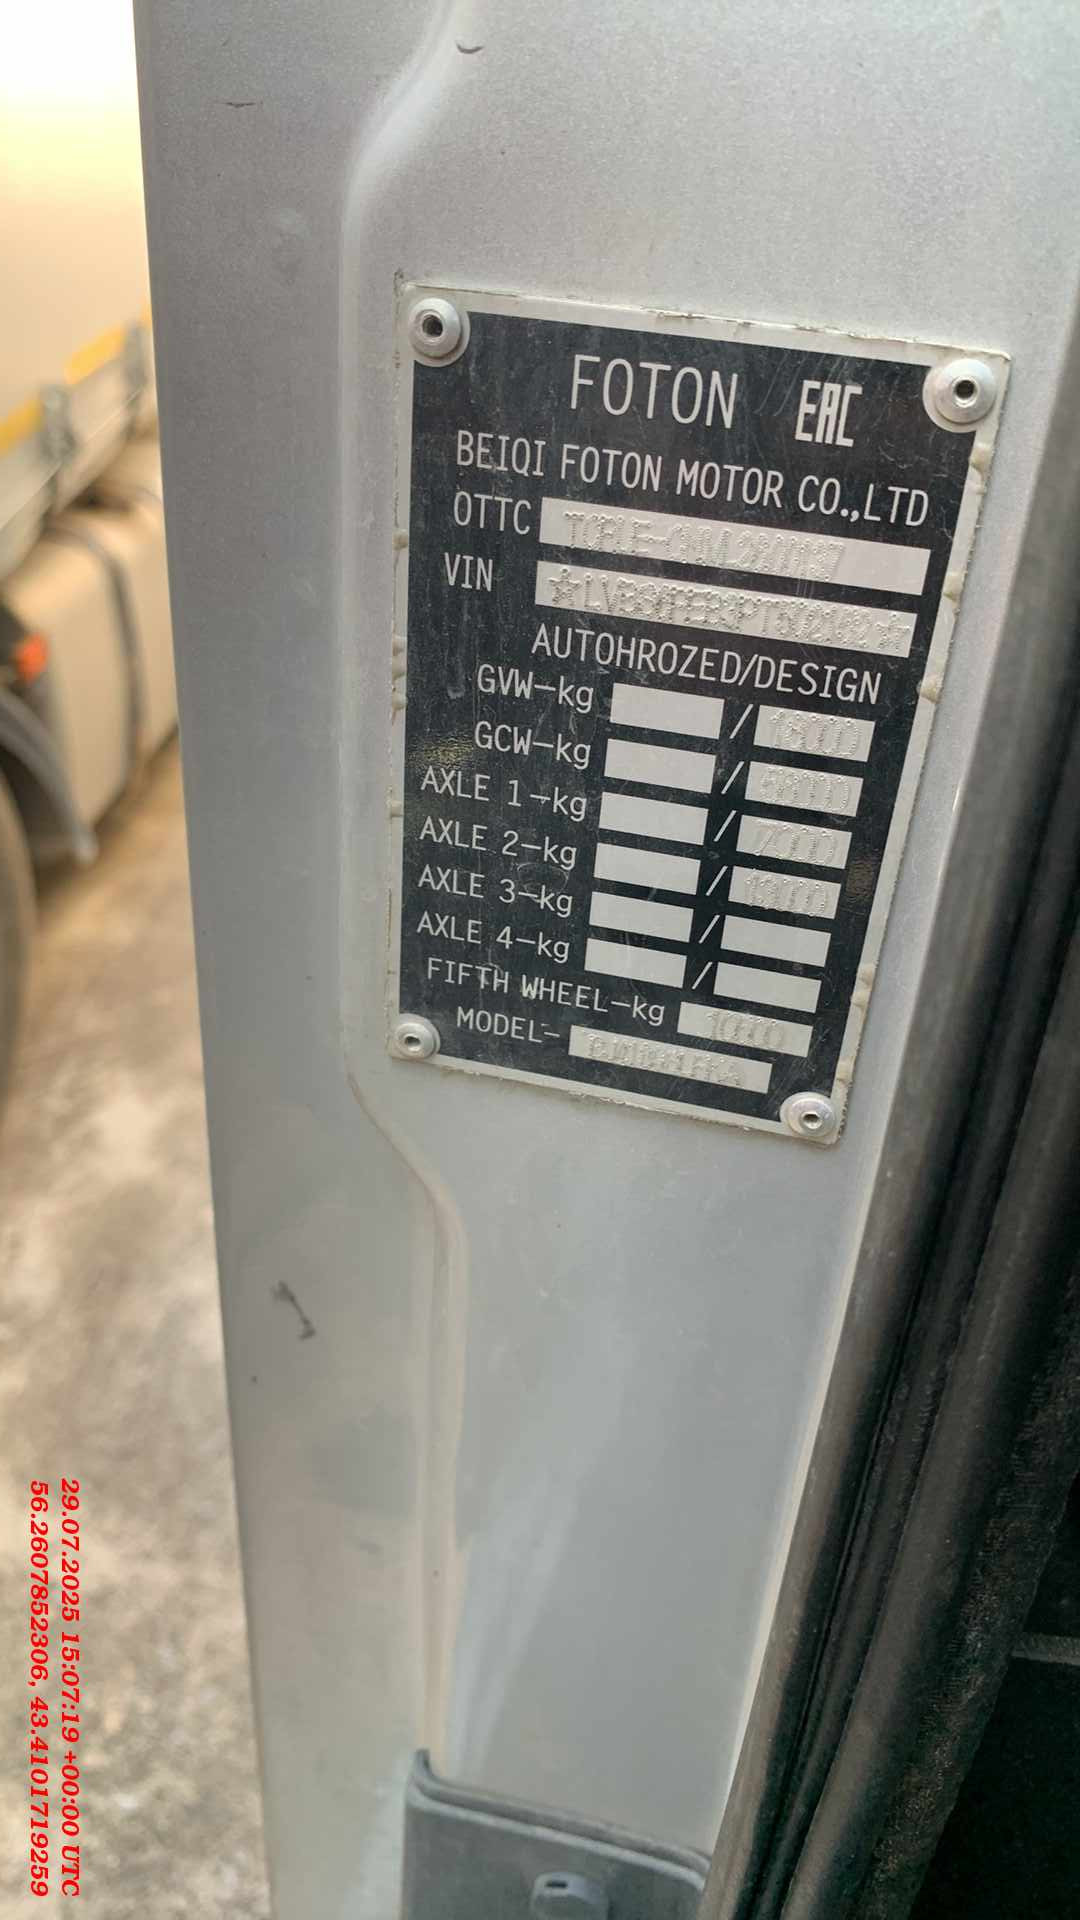 FOTON EAC
BEIQI FOTON MOTOR CO.,LTD
OTTC
VIN
AUTOHROZED/DESIGN
GVW-kg / 18000
GCW-kg /
AXLE 1-kg / 7000
AXLE 2-kg /
AXLE 3-kg /
AXLE 4-kg /
FIFTH WHEEL-kg
MODEL-
29.07.2025 15:07:19 +00:00 UTC
56.2607852306, 43.4101719259